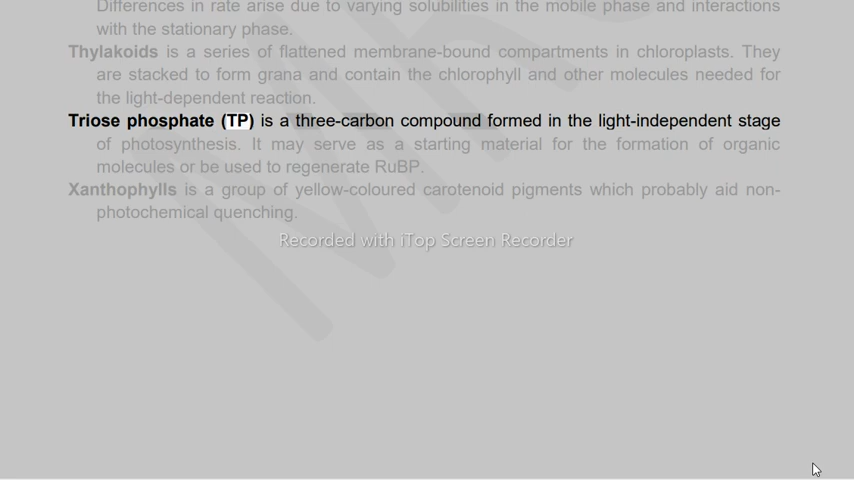 Differences in rate arise due to varying solubilities in the mobile phase and interactions
with the stationary phase.
Thylakoids is a series of flattened membrane-bound compartments in chloroplasts. They
are stacked to form grana and contain the chlorophyll and other molecules needed for
the light-dependent reaction.
Triose phosphate (TP) is a three-carbon compound formed in the light-independent stage
of photosynthesis. It may serve as a starting material for the formation of organic
molecules or be used to regenerate RuBP.
Xanthophylls is a group of yellow-coloured carotenoid pigments which probably aid non-
photochemical quenching.
Recorded with iTop Screen Recorder